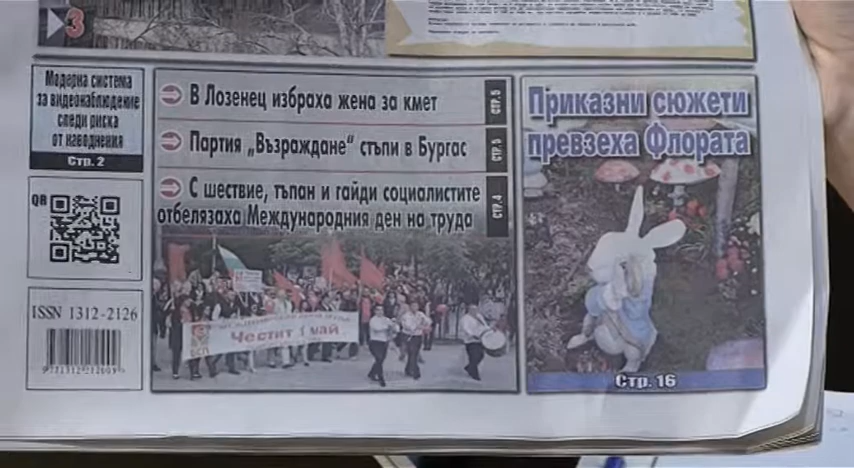 3
Модерна система
за видеонаблюдение
следи риска
от наводнения
Стр. 2
QR
ISSN 1312-2126
В Лозенец избраха жена за кмет
СТР. 5
Партия „Възраждане“ стъпи в Бургас
СТР. 5
С шествие, тъпан и гайди социалистите
отбелязаха Международния ден на труда
СТР. 4
БСП
Честит 1 май
Приказни сюжети
превзеха Флората
Стр. 16